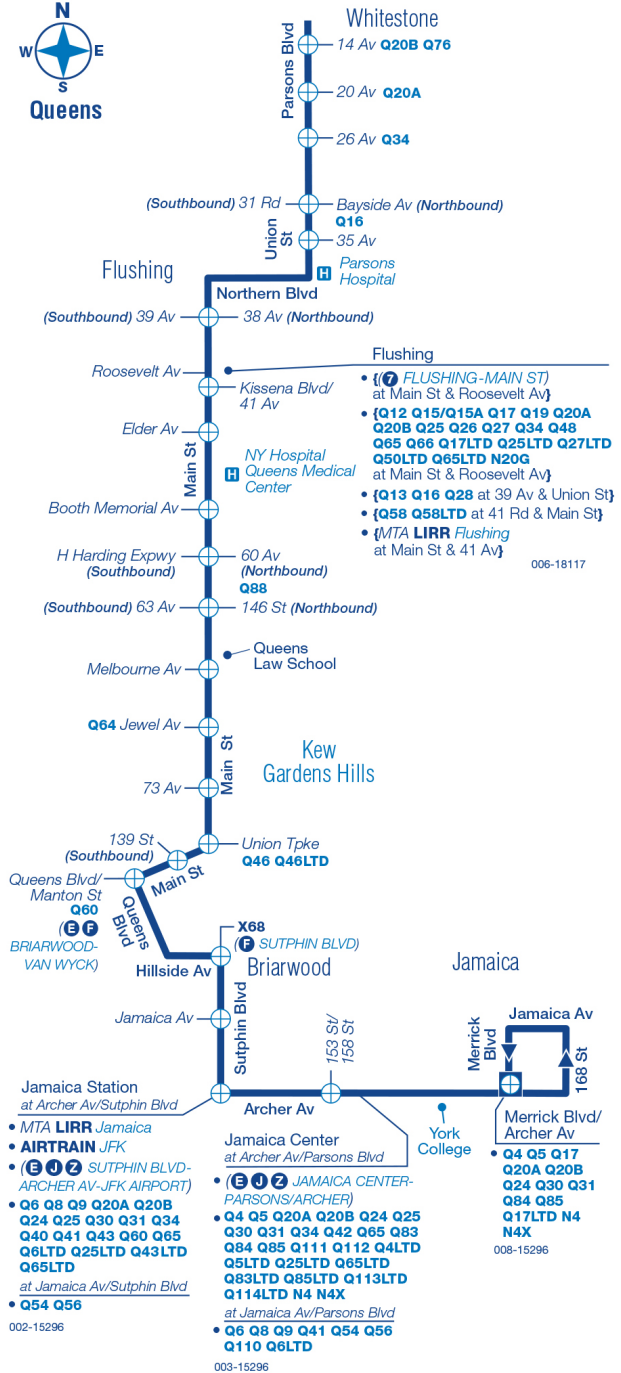 N
W E
S
Queens
Whitestone
Parsons Blvd
14 Av Q20B Q76
20 Av Q20A
26 Av Q34
(Southbound) 31 Rd
Bayside Av (Northbound)
Q16
Union
St
35 Av
H Parsons
Hospital
Flushing
Northern Blvd
(Southbound) 39 Av
38 Av (Northbound)
Roosevelt Av
Kissena Blvd/
41 Av
Elder Av
Main St
H NY Hospital
Queens Medical
Center
Flushing
• {(7 FLUSHING-MAIN ST)
at Main St & Roosevelt Av}
• {Q12 Q15/Q15A Q17 Q19 Q20A
Q20B Q25 Q26 Q27 Q34 Q48
Q65 Q66 Q17LTD Q25LTD Q27LTD
Q50LTD Q65LTD N20G
at Main St & Roosevelt Av}
• {Q13 Q16 Q28 at 39 Av & Union St}
• {Q58 Q58LTD at 41 Rd & Main St}
• {MTA LIRR Flushing
at Main St & 41 Av}
006-18117
Booth Memorial Av
H Harding Expwy
(Southbound)
60 Av
(Northbound)
Q88
(Southbound) 63 Av
146 St (Northbound)
Queens
Law School
Melbourne Av
Q64 Jewel Av
Main St
Kew
Gardens Hills
73 Av
Union Tpke
Q46 Q46LTD
139 St
(Southbound)
Main St
Queens Blvd/
Manton St
Q60
(E F
BRIARWOOD-
VAN WYCK)
Queens
Blvd
X68
(F SUTPHIN BLVD)
Hillside Av
Briarwood
Jamaica
Jamaica Av
Sutphin Blvd
153 St/
158 St
Merrick
Blvd
Jamaica Av
168 St
Archer Av
York
College
Jamaica Station
at Archer Av/Sutphin Blvd
• MTA LIRR Jamaica
• AIRTRAIN JFK
• (E J Z SUTPHIN BLVD-
ARCHER AV-JFK AIRPORT)
• Q6 Q8 Q9 Q20A Q20B
Q24 Q25 Q30 Q31 Q34
Q40 Q41 Q43 Q60 Q65
Q6LTD Q25LTD Q43LTD
Q65LTD
at Jamaica Av/Sutphin Blvd
• Q54 Q56
002-15296
Jamaica Center
at Archer Av/Parsons Blvd
• (E J Z JAMAICA CENTER-
PARSONS/ARCHER)
• Q4 Q5 Q20A Q20B Q24 Q25
Q30 Q31 Q34 Q42 Q65 Q83
Q84 Q85 Q111 Q112 Q4LTD
Q5LTD Q25LTD Q65LTD
Q83LTD Q85LTD Q113LTD
Q114LTD N4 N4X
at Jamaica Av/Parsons Blvd
• Q6 Q8 Q9 Q41 Q54 Q56
Q110 Q6LTD
003-15296
Merrick Blvd/
Archer Av
• Q4 Q5 Q17
Q20A Q20B
Q24 Q30 Q31
Q84 Q85
Q17LTD N4
N4X
008-15296